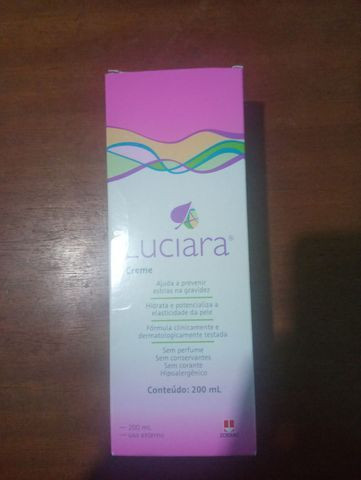 Luciara®
Creme
Ajuda a prevenir
estrias na gravidez
Hidrata e potencializa a
elasticidade da pele
Fórmula clinicamente e
dermatologicamente testada
Sem perfume
Sem conservantes
Sem corante
Hipoalergênico
Conteúdo: 200 mL
200 mL
uso externo